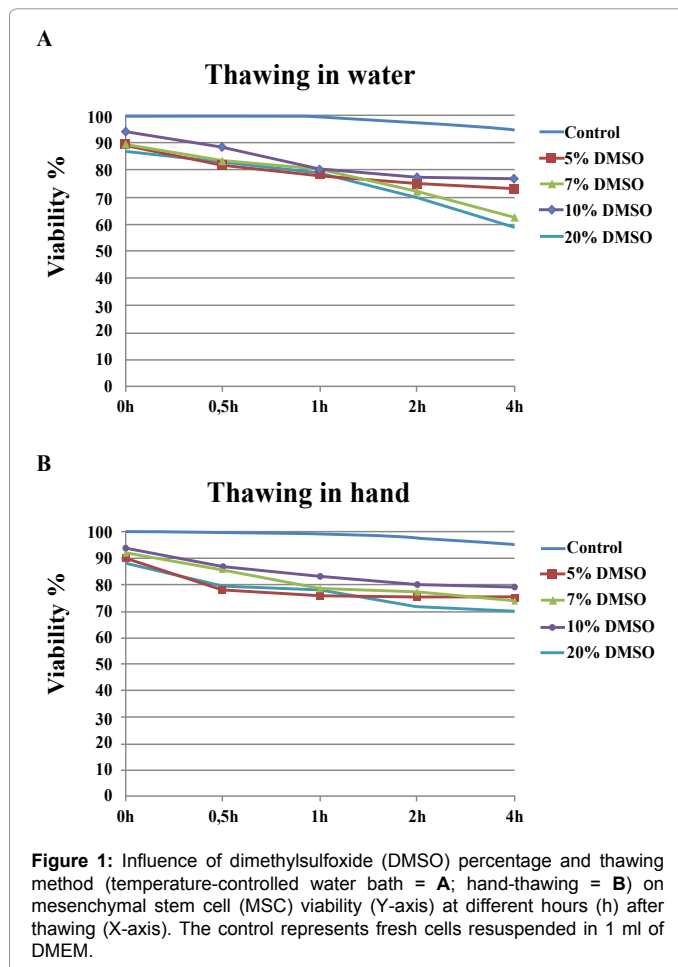 A
Thawing in water
Viability %
100
90
80
70
60
50
40
30
20
10
0
0h 0,5h 1h 2h 4h
Control
5% DMSO
7% DMSO
10% DMSO
20% DMSO
B
Thawing in hand
Viability %
100
90
80
70
60
50
40
30
20
10
0
0h 0,5h 1h 2h 4h
Control
5% DMSO
7% DMSO
10% DMSO
20% DMSO
Figure 1: Influence of dimethylsulfoxide (DMSO) percentage and thawing
method (temperature-controlled water bath = A; hand-thawing = B) on
mesenchymal stem cell (MSC) viability (Y-axis) at different hours (h) after
thawing (X-axis). The control represents fresh cells resuspended in 1 ml of
DMEM.